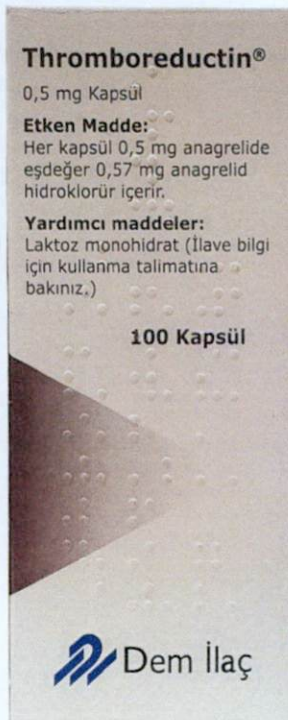 Thromboreductin®
0,5 mg Kapsül
Etken Madde:
Her kapsül 0,5 mg anagrelide
eşdeğer 0,57 mg anagrelid
hidroklorür içerir.
Yardımcı maddeler:
Laktoz monohidrat (İlave bilgi
için kullanma talimatına
bakınız.)
100 Kapsül
Dem İlaç